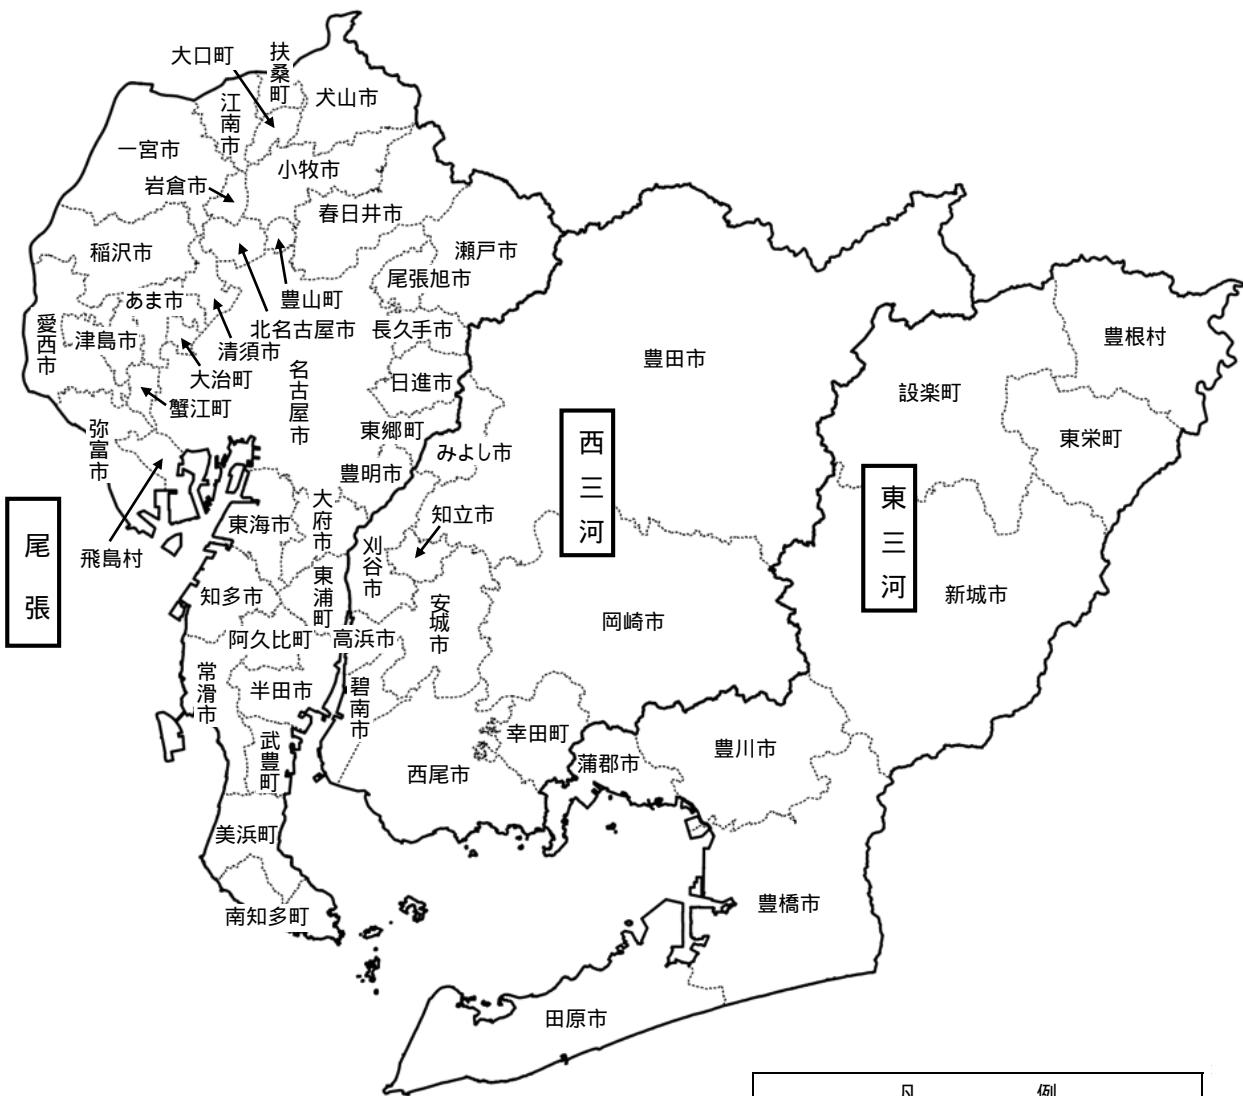 大口町
扶桑町
犬山市
江南市
一宮市
小牧市
岩倉市
春日井市
稲沢市
瀬戸市
尾張旭市
あま市
豊山町
北名古屋市
長久手市
愛西市
津島市
清須市
大治町
名古屋市
日進市
蟹江町
東郷町
みよし市
弥富市
豊明市
豊田市
設楽町
豊根村
東栄町
西三河
東三河
尾張
飛島村
東海市
大府市
知立市
刈谷市
知多市
東浦町
安城市
岡崎市
新城市
阿久比町
高浜市
常滑市
半田市
碧南市
武豊町
西尾市
幸田町
蒲郡市
豊川市
美浜町
南知多町
豊橋市
田原市
凡例